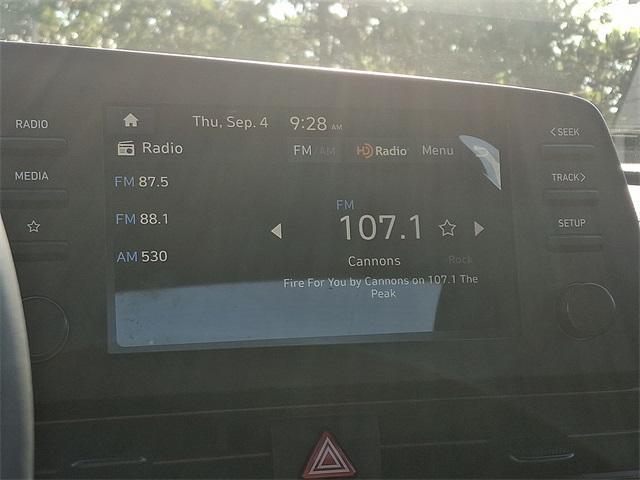 RADIO
MEDIA
Thu, Sep. 4 9:28 AM
Radio
FM/AM HD Radio Menu
FM 87.5
FM 88.1
AM 530
FM
107.1
Cannons Rock
Fire For You by Cannons on 107.1 The
Peak
<SEEK
TRACK>
SETUP